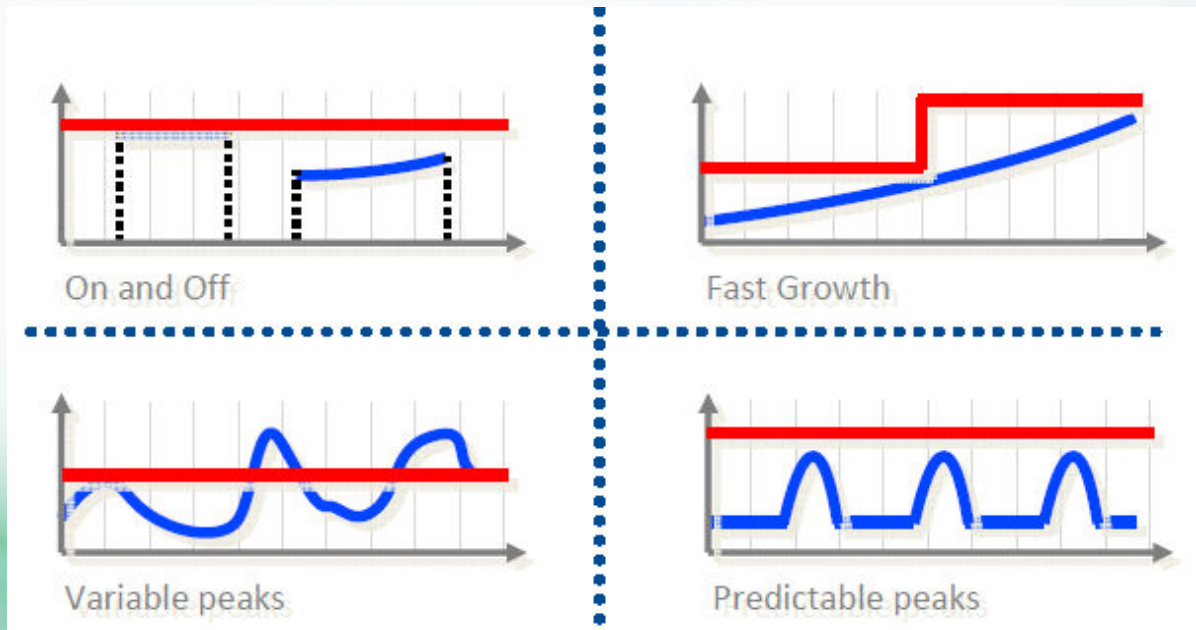 On and Off
Fast Growth
Variable peaks
Predictable peaks